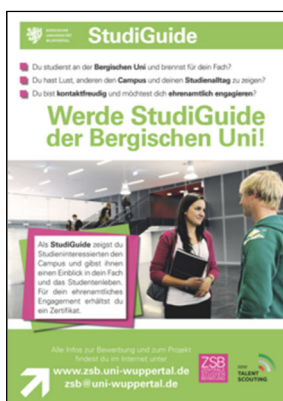 BERGISCHE
UNIVERSITÄT
WUPPERTAL
StudiGuide
Du studierst an der Bergischen Uni und brennst für dein Fach?
Du hast Lust, anderen den Campus und deinen Studienalltag zu zeigen?
Du bist kontaktfreudig und möchtest dich ehrenamtlich engagieren?
Werde StudiGuide
der Bergischen Uni!
Als StudiGuide zeigst du
Studieninteressierten den
Campus und gibst ihnen
einen Einblick in dein Fach
und das Studentenleben.
Für dein ehrenamtliches
Engagement erhältst du
ein Zertifikat.
Alle Infos zur Bewerbung und zum Projekt
findest du im Internet unter
www.zsb.uni-wuppertal.de
zsb@uni-wuppertal.de
ZSB
ZENTRALE
STUDIEN
BERATUNG
TALENT
SCOUTING